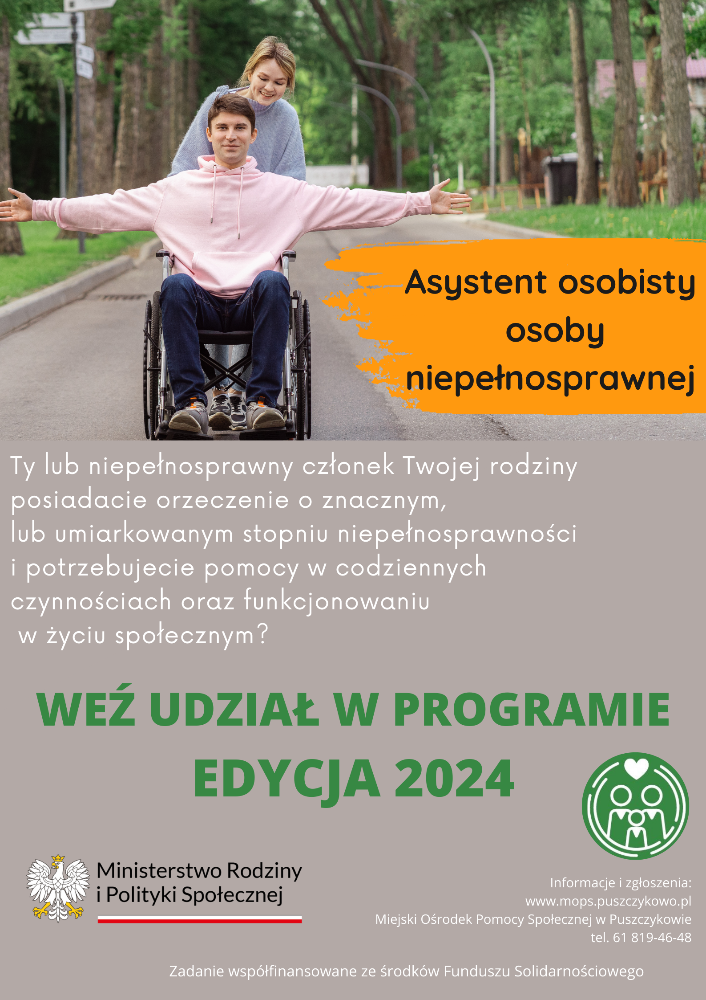 Asystent osobisty
osoby
niepełnosprawnej
Ty lub niepełnosprawny członek Twojej rodziny
posiadacie orzeczenie o znacznym,
lub umiarkowanym stopniu niepełnosprawności
i potrzebujecie pomocy w codziennych
czynnościach oraz funkcjonowaniu
w życiu społecznym?
WEŹ UDZIAŁ W PROGRAMIE
EDYCJA 2024
Ministerstwo Rodziny
i Polityki Społecznej
Informacje i zgłoszenia:
www.mops.puszczykowo.pl
Miejski Ośrodek Pomocy Społecznej w Puszczykowie
tel. 61 819-46-48
Zadanie współfinansowane ze środków Funduszu Solidarnościowego